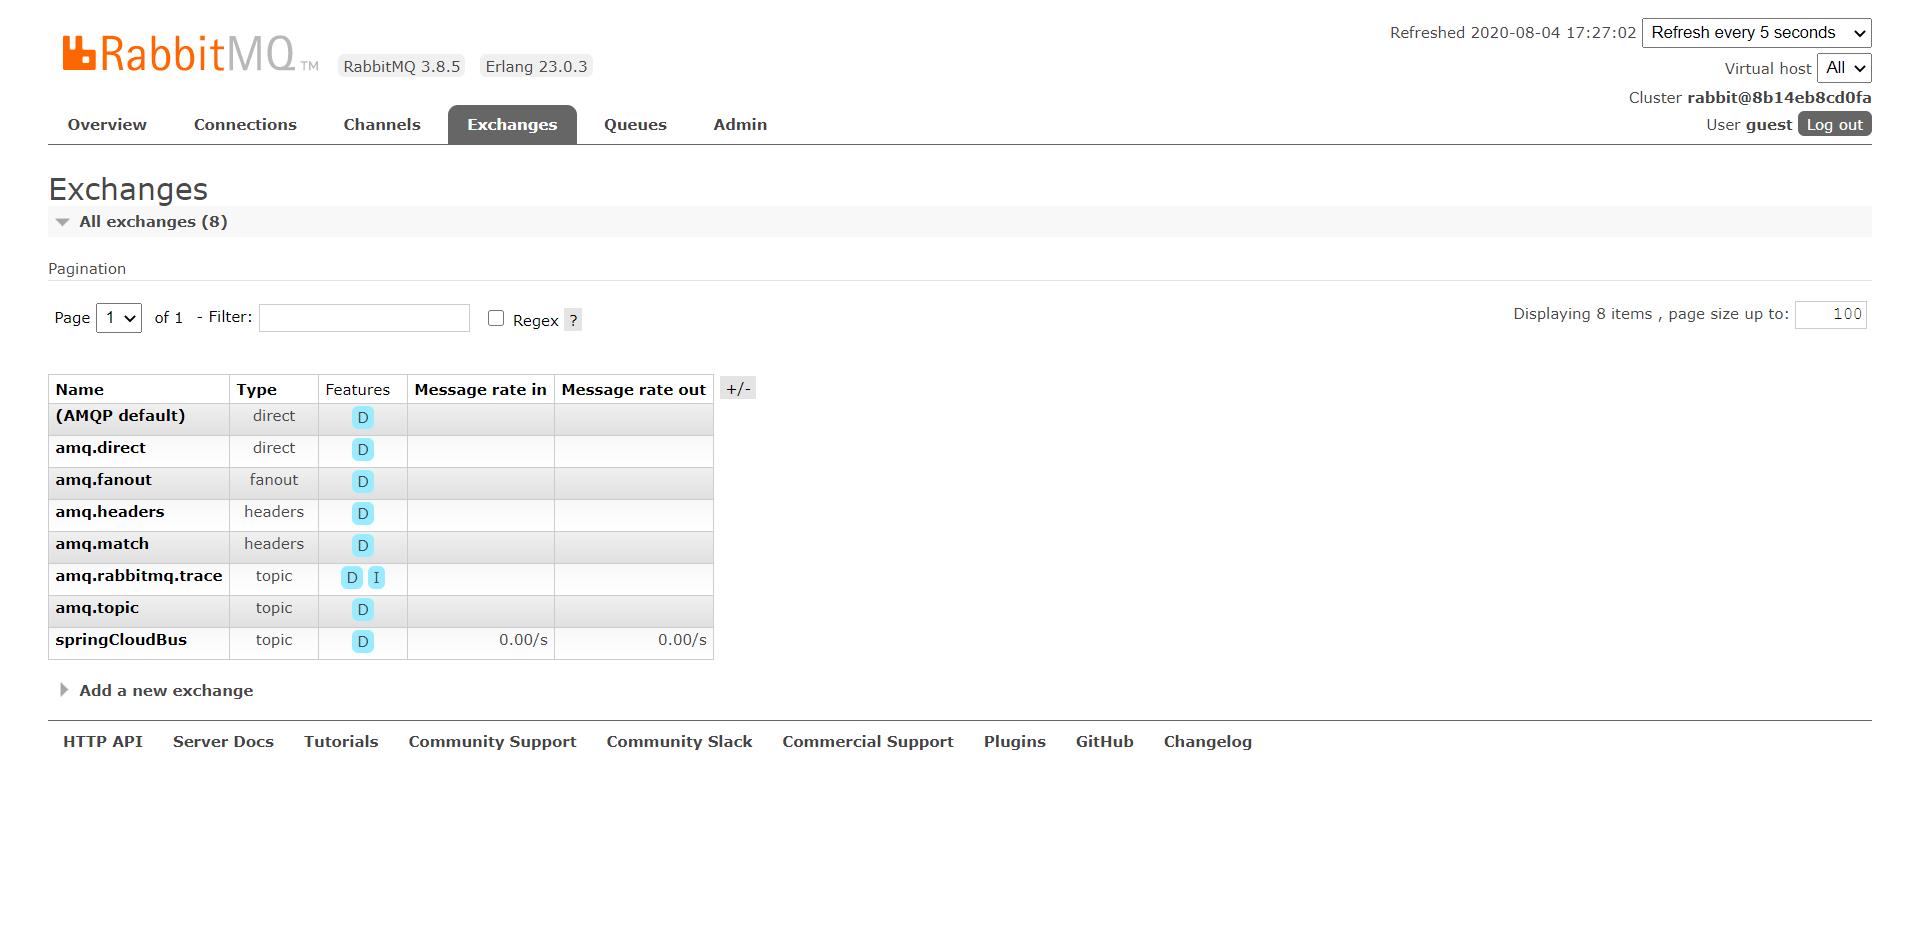 RabbitMQ TM RabbitMQ 3.8.5 Erlang 23.0.3
Refreshed 2020-08-04 17:27:02 Refresh every 5 seconds
Virtual host All
Cluster rabbit@8b14eb8cd0fa
User guest Log out
Overview Connections Channels Exchanges Queues Admin
Exchanges
All exchanges (8)
Pagination
Page 1 of 1 - Filter: Regex ? Displaying 8 items , page size up to: 100
Name Type Features Message rate in Message rate out +/-
(AMQP default) direct D
amq.direct direct D
amq.fanout fanout D
amq.headers headers D
amq.match headers D
amq.rabbitmq.trace topic D I
amq.topic topic D
springCloudBus topic D 0.00/s 0.00/s
Add a new exchange
HTTP API Server Docs Tutorials Community Support Community Slack Commercial Support Plugins GitHub Changelog